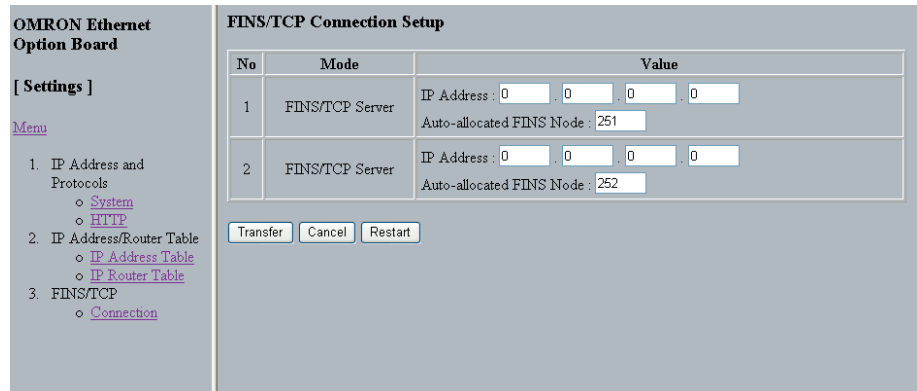 OMRON Ethernet
Option Board
[ Settings ]
Menu
1. IP Address and
Protocols
o System
o HTTP
2. IP Address/Router Table
o IP Address Table
o IP Router Table
3. FINS/TCP
o Connection
FINS/TCP Connection Setup
No Mode Value
1 FINS/TCP Server
IP Address : 0 . 0 . 0 . 0
Auto-allocated FINS Node : 251
2 FINS/TCP Server
IP Address : 0 . 0 . 0 . 0
Auto-allocated FINS Node : 252
Transfer Cancel Restart